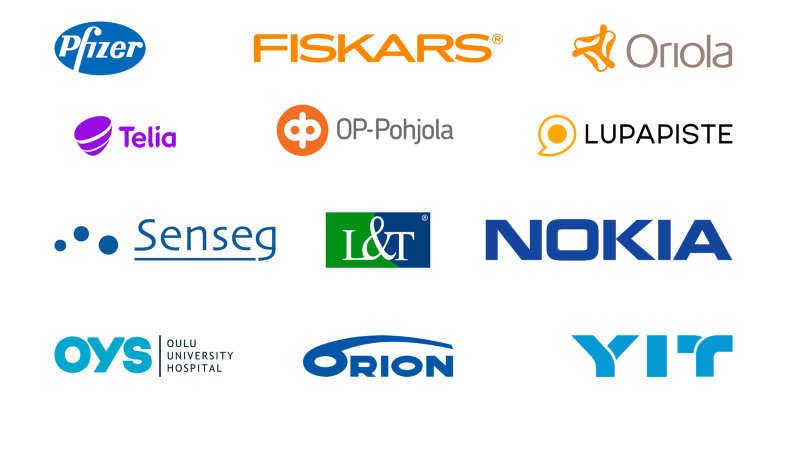 Pfizer
FISKARS®
Oriola
Telia
OP-Pohjola
LUPAPISTE
Senseg
L&T®
NOKIA
OYS
OULU
UNIVERSITY
HOSPITAL
ORION
YIT